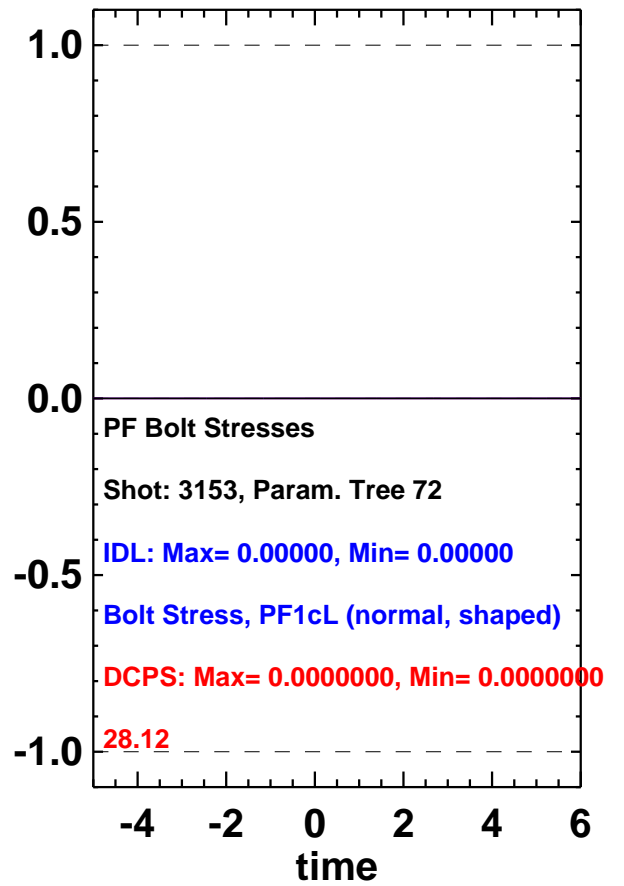 1.0
0.5
0.0
PF Bolt Stresses
Shot: 3153, Param. Tree 72
IDL: Max= 0.00000, Min= 0.00000
-0.5
Bolt Stress, PF1cL (normal, shaped)
DCPS: Max= 0.0000000, Min= 0.0000000
28.12
-1.0
-4 -2 0 2 4 6
time